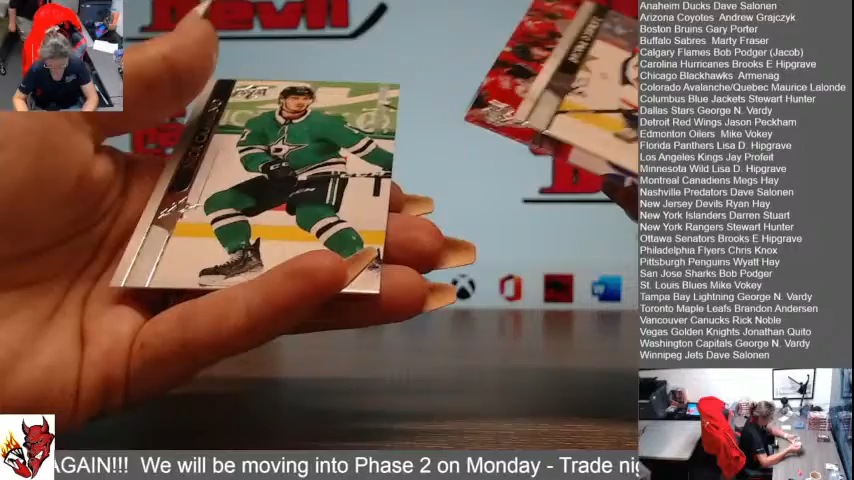 Anaheim Ducks Dave Salonen
Arizona Coyotes Andrew Grajczyk
Boston Bruins Gary Porter
Buffalo Sabres Marty Fraser
Calgary Flames Bob Podger (Jacob)
Carolina Hurricanes Brooks E Hipgrave
Chicago Blackhawks Armenag
Colorado Avalanche/Quebec Maurice Lalonde
Columbus Blue Jackets Stewart Hunter
Dallas Stars George N. Vardy
Detroit Red Wings Jason Peckham
Edmonton Oilers Mike Vokey
Florida Panthers Lisa D. Hipgrave
Los Angeles Kings Jay Profeit
Minnesota Wild Lisa D. Hipgrave
Montreal Canadiens Megs Hay
Nashville Predators Dave Salonen
New Jersey Devils Ryan Hay
New York Islanders Darren Stuart
New York Rangers Stewart Hunter
Ottawa Senators Brooks E Hipgrave
Philadelphia Flyers Chris Knox
Pittsburgh Penguins Wyatt Hay
San Jose Sharks Bob Podger
St. Louis Blues Mike Vokey
Tampa Bay Lightning George N. Vardy
Toronto Maple Leafs Brandon Andersen
Vancouver Canucks Rick Noble
Vegas Golden Knights Jonathan Quito
Washington Capitals George N. Vardy
Winnipeg Jets Dave Salonen
AGAIN!!! We will be moving into Phase 2 on Monday - Trade nig